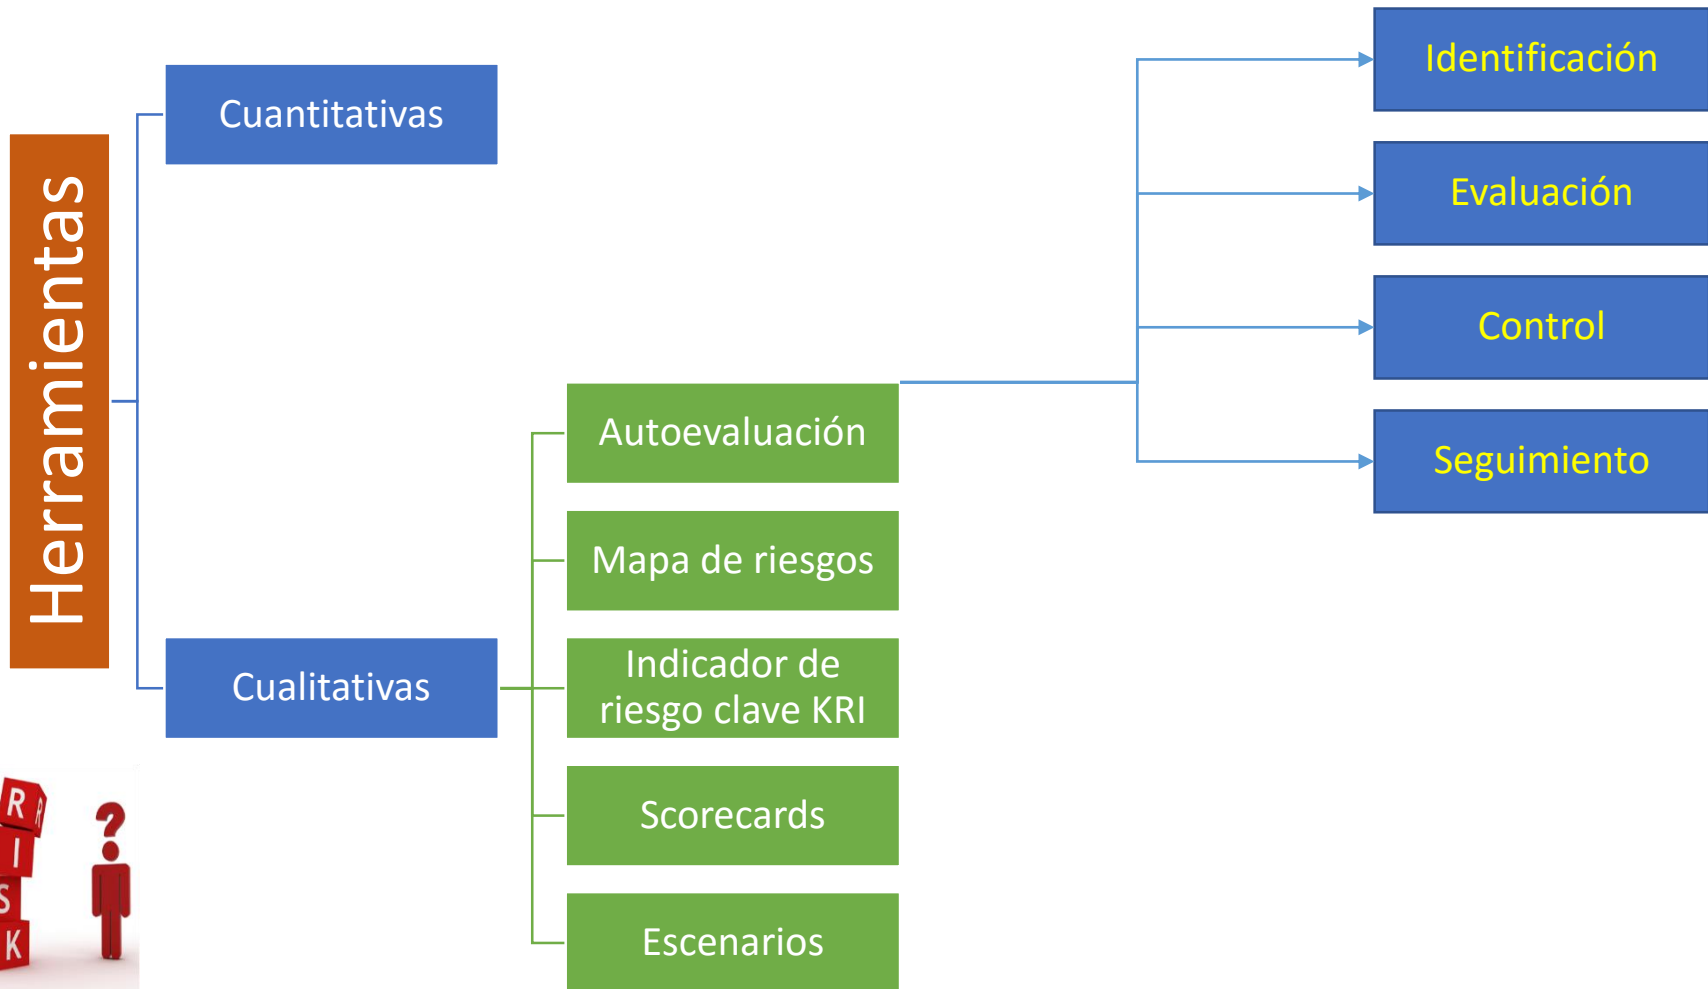 Herramientas
Cuantitativas
Cualitativas
Autoevaluación
Mapa de riesgos
Indicador de
riesgo clave KRI
Scorecards
Escenarios
Identificación
Evaluación
Control
Seguimiento
R R
I
S
K
?